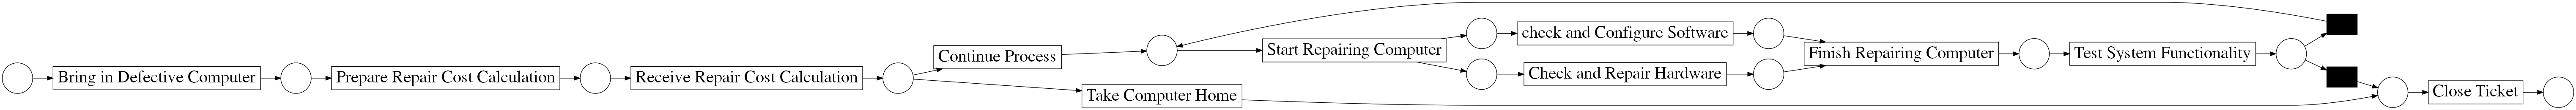 Bring in Defective Computer
Prepare Repair Cost Calculation
Receive Repair Cost Calculation
Continue Process
Take Computer Home
Start Repairing Computer
check and Configure Software
Check and Repair Hardware
Finish Repairing Computer
Test System Functionality
Close Ticket